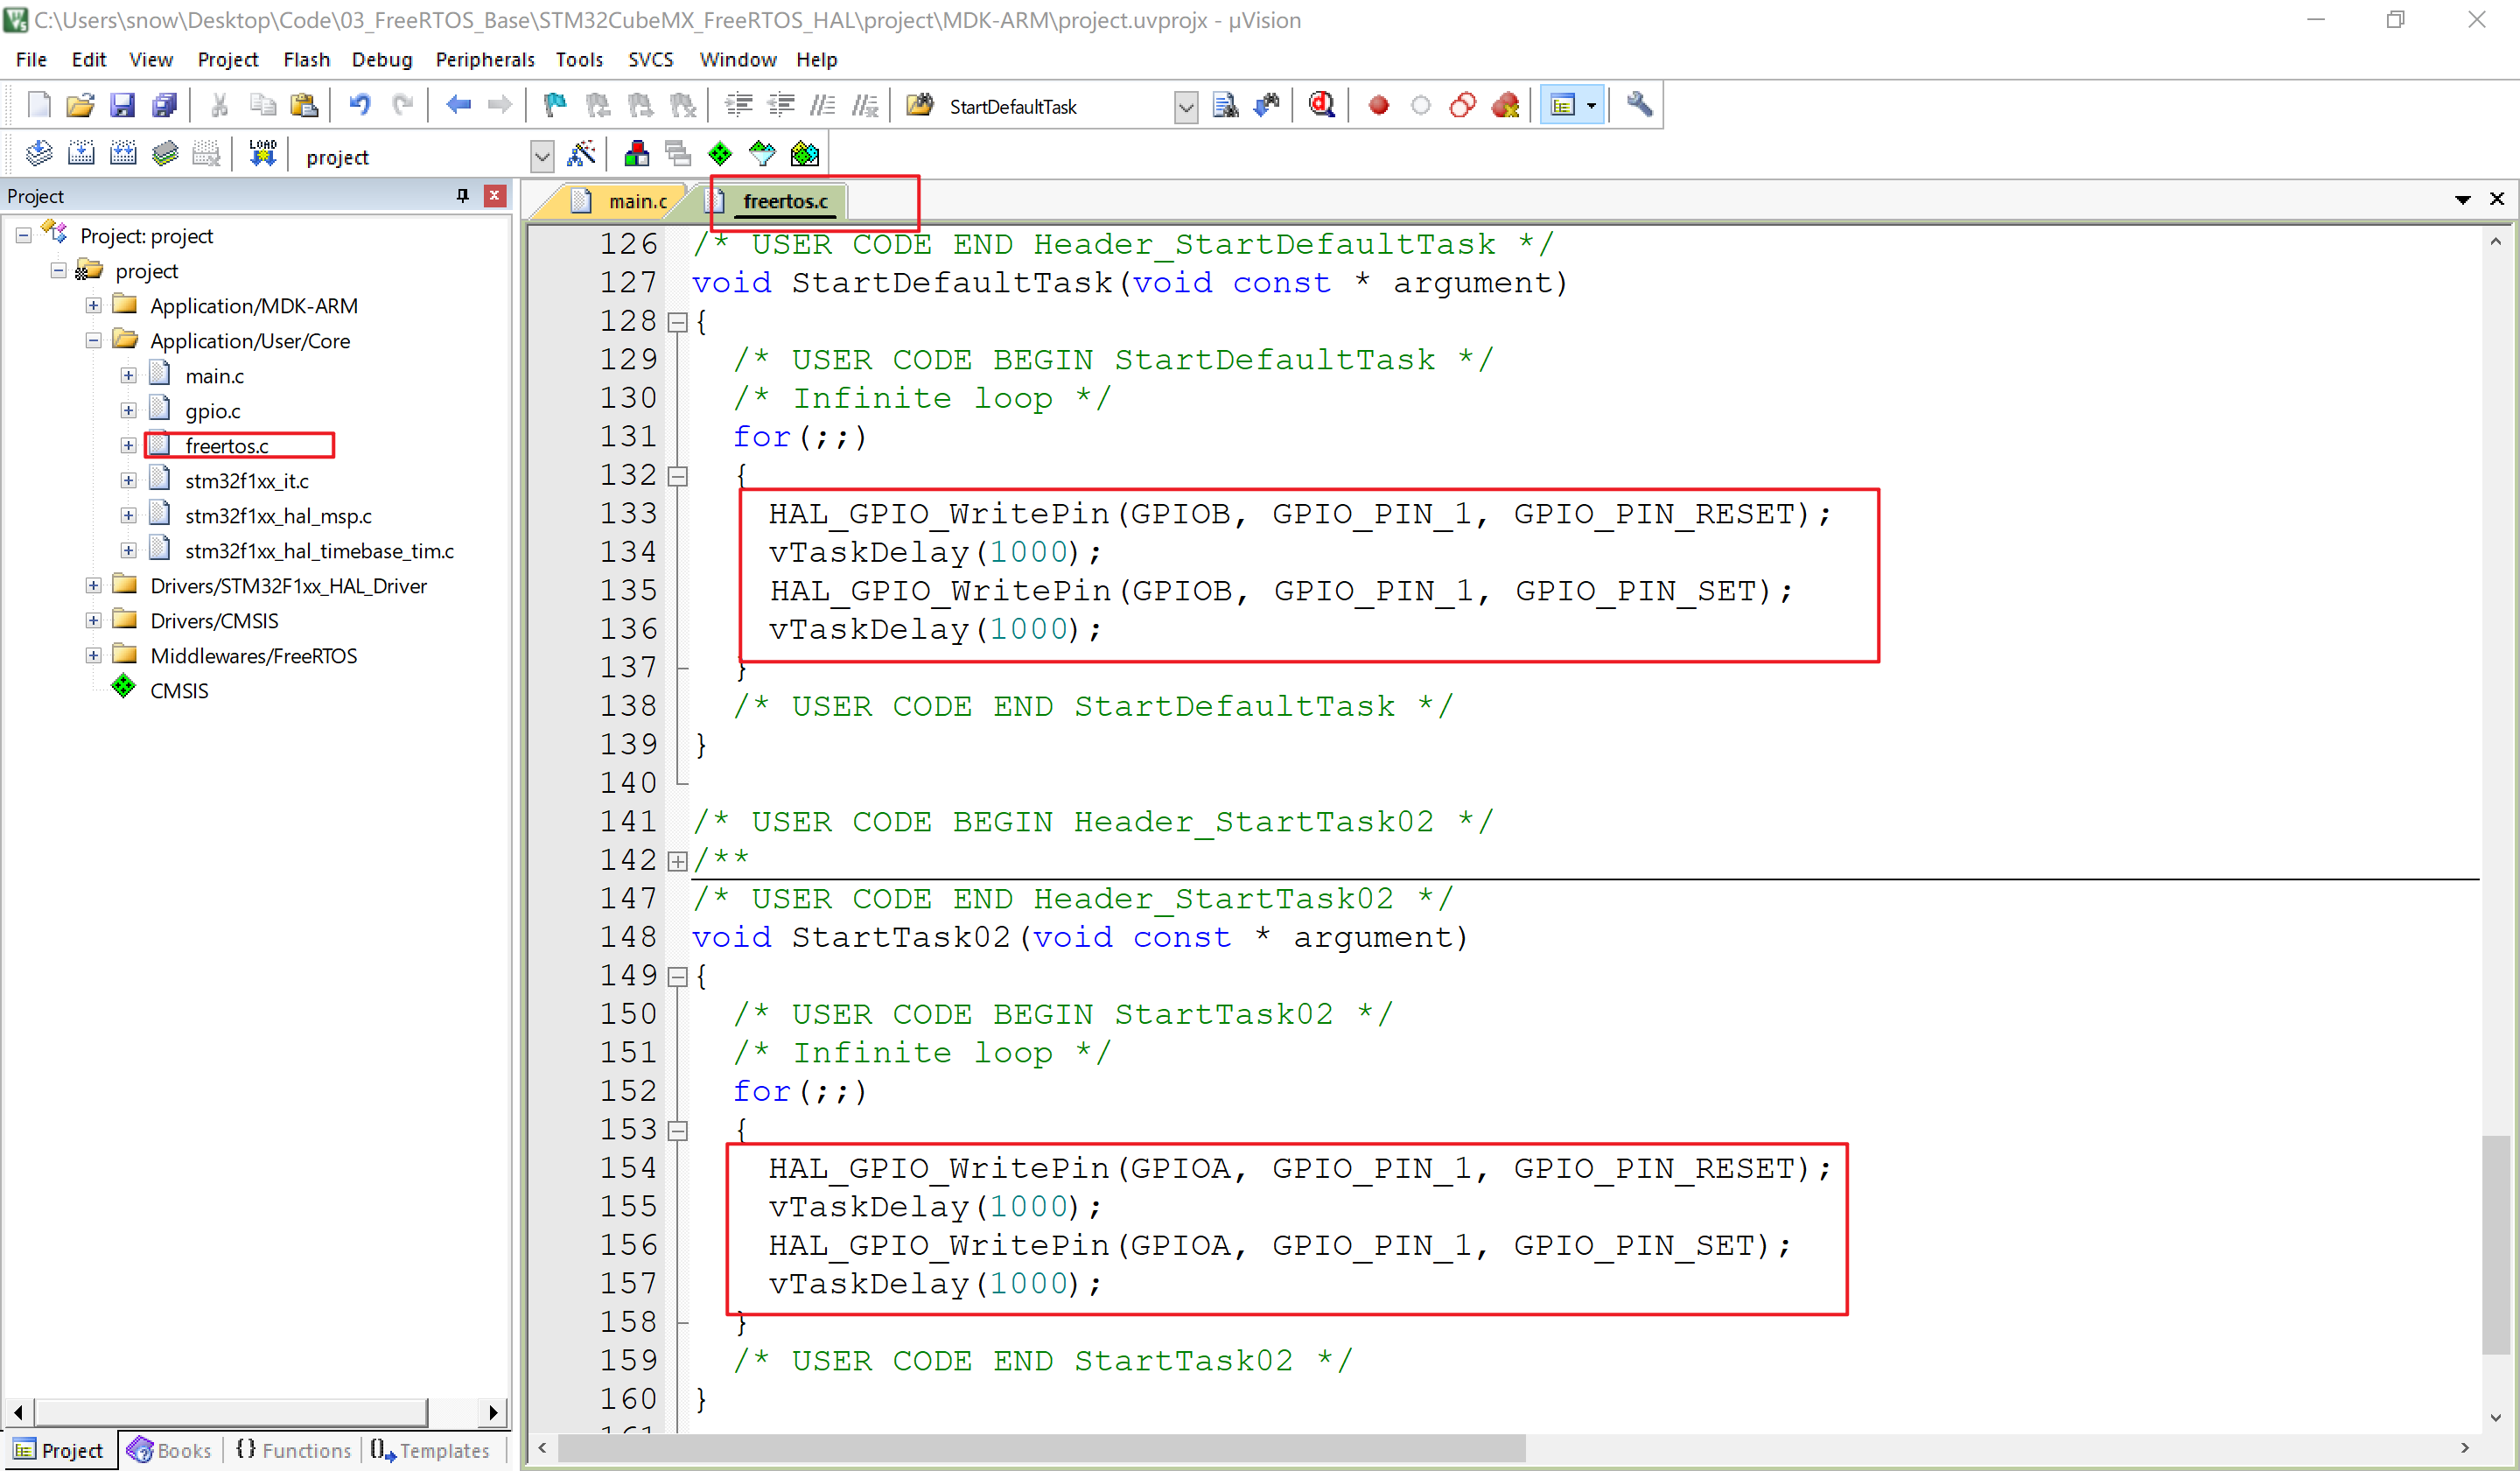 C:\Users\snow\Desktop\Code\03_FreeRTOS_Base\STM32CubeMX_FreeRTOS_HAL\project\MDK-ARM\project.uvprojx - µVision
File Edit View Project Flash Debug Peripherals Tools SVCS Window Help
StartDefaultTask
LOAD project
Project
Project: project
project
Application/MDK-ARM
Application/User/Core
main.c
gpio.c
freertos.c
stm32f1xx_it.c
stm32f1xx_hal_msp.c
stm32f1xx_hal_timebase_tim.c
Drivers/STM32F1xx_HAL_Driver
Drivers/CMSIS
Middlewares/FreeRTOS
CMSIS
Project Books {} Functions Templates
main.c freertos.c
126 /* USER CODE END Header_StartDefaultTask */
127 void StartDefaultTask(void const * argument)
128 {
129 /* USER CODE BEGIN StartDefaultTask */
130 /* Infinite loop */
131 for(;;)
132 {
133 HAL_GPIO_WritePin(GPIOB, GPIO_PIN_1, GPIO_PIN_RESET);
134 vTaskDelay(1000);
135 HAL_GPIO_WritePin(GPIOB, GPIO_PIN_1, GPIO_PIN_SET);
136 vTaskDelay(1000);
137 }
138 /* USER CODE END StartDefaultTask */
139 }
140
141 /* USER CODE BEGIN Header_StartTask02 */
142 /**
147 /* USER CODE END Header_StartTask02 */
148 void StartTask02(void const * argument)
149 {
150 /* USER CODE BEGIN StartTask02 */
151 /* Infinite loop */
152 for(;;)
153 {
154 HAL_GPIO_WritePin(GPIOA, GPIO_PIN_1, GPIO_PIN_RESET);
155 vTaskDelay(1000);
156 HAL_GPIO_WritePin(GPIOA, GPIO_PIN_1, GPIO_PIN_SET);
157 vTaskDelay(1000);
158 }
159 /* USER CODE END StartTask02 */
160 }
161